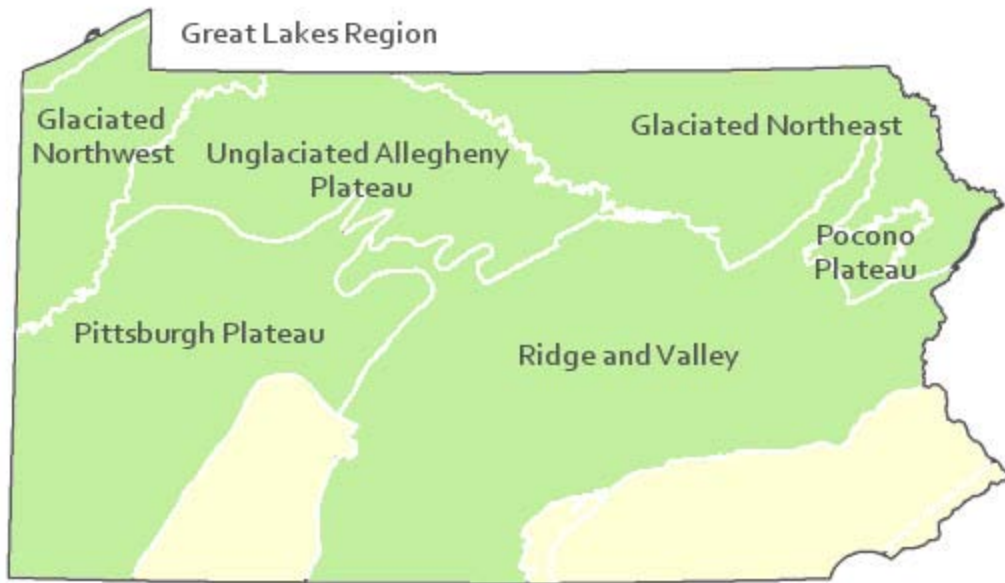 Great Lakes Region
Glaciated
Northwest
Unglaciated Allegheny
Plateau
Glaciated Northeast
Pocono
Plateau
Pittsburgh Plateau
Ridge and Valley